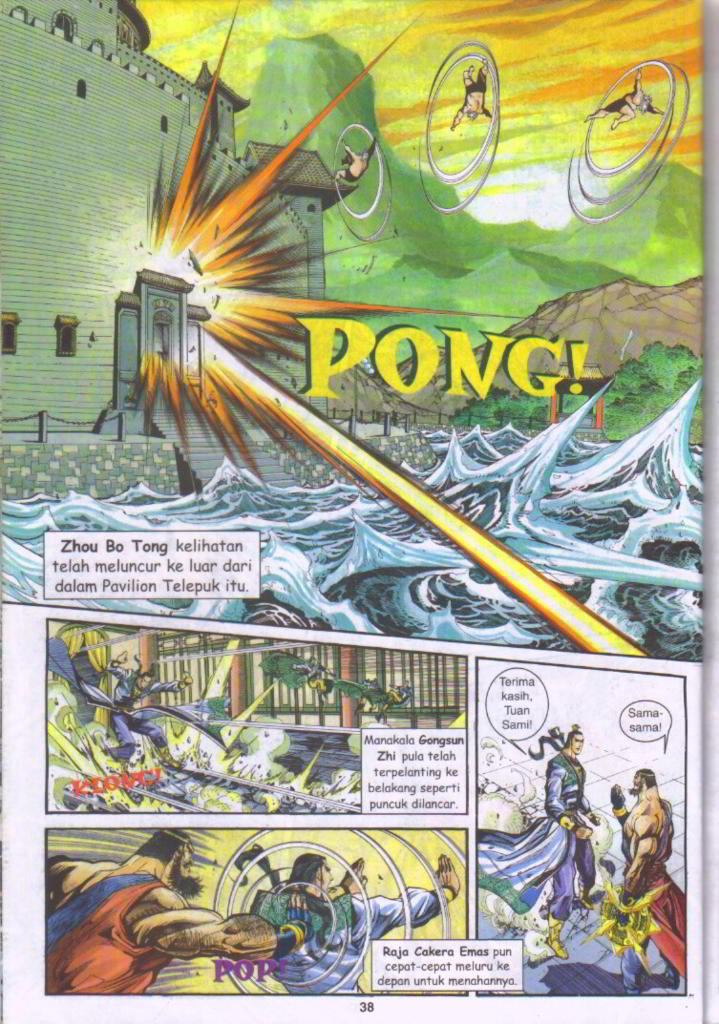 PONG!
Zhou Bo Tong kelihatan
telah meluncur ke luar dari
dalam Pavilion Telepuk itu.
Manakala Gongsun
Zhi pula telah
terpelanting ke
belakang seperti
puncuk dilancar.
KLONG!
POP!
Raja Cakera Emas pun
cepat-cepat meluru ke
depan untuk menahannya.
Terima
kasih,
Tuan
Sami!
Sama-
sama!
38